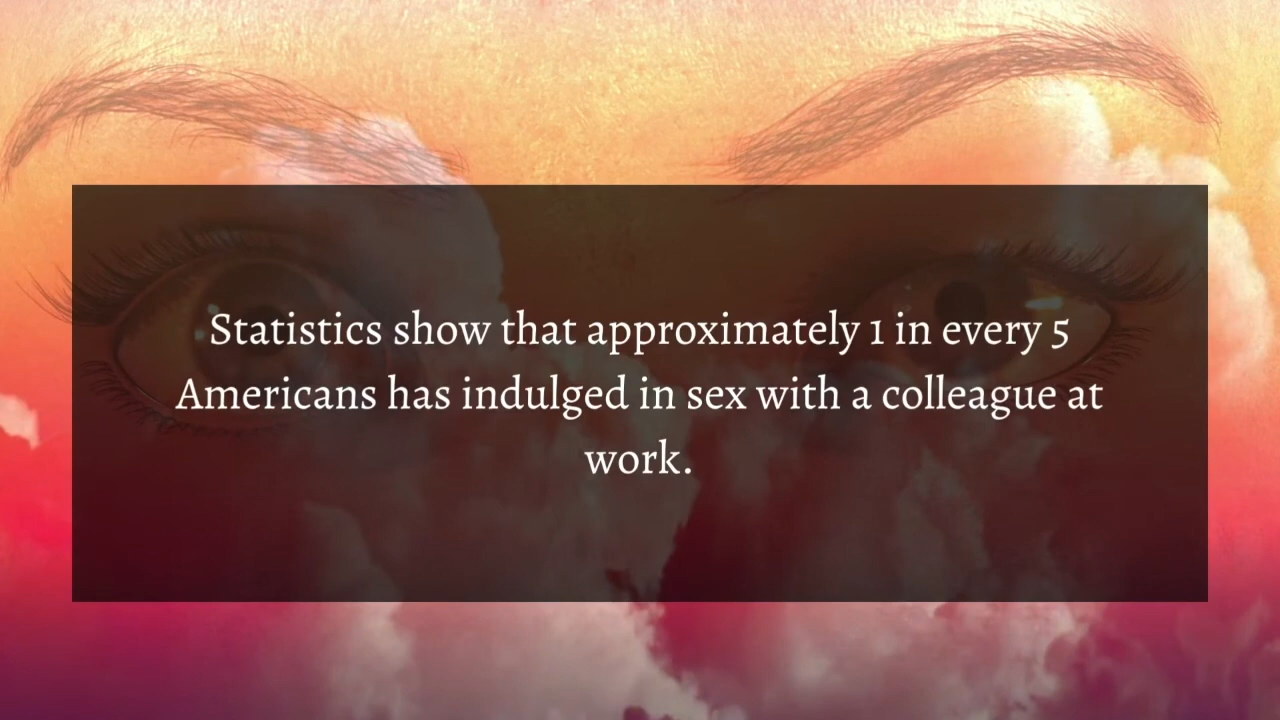 Statistics show that approximately 1 in every 5
Americans has indulged in sex with a colleague at
work.